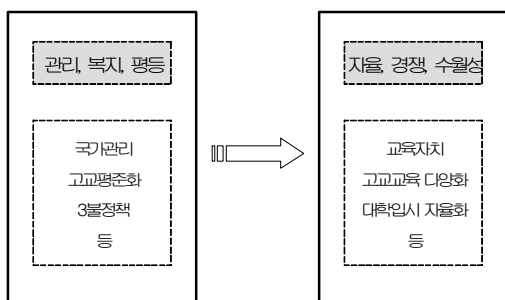 관리, 복지, 평등
국가관리
고교평준화
3불정책
등
자율, 경쟁, 수월성
교육자치
고교교육 다양화
대학입시 자율화
등